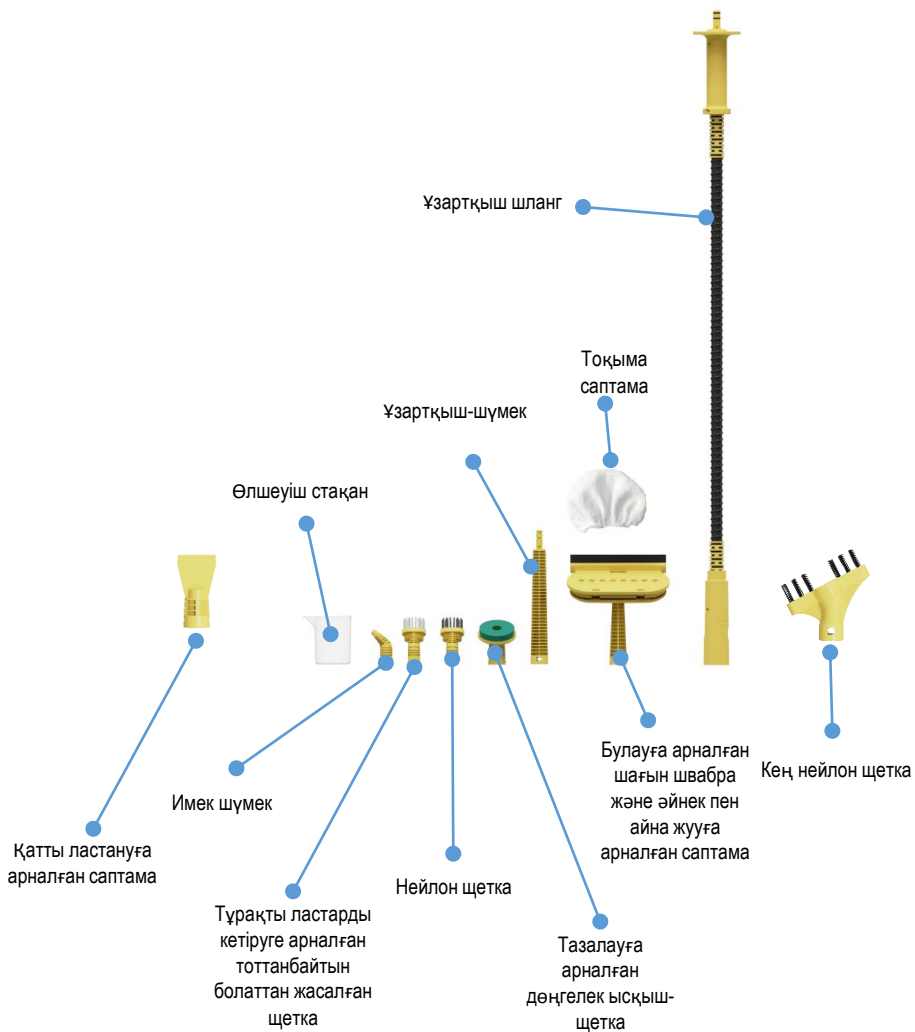 Ұзартқыш шланг
Тоқыма
саптама
Ұзартқыш-шүмек
Өлшеуіш стақан
Булауға арналған
шағын швабра
және әйнек пен
айна жууға
арналған саптама
Кең нейлон щетка
Имек шүмек
Қатты ластануға
арналған саптама
Нейлон щетка
Тұрақты ластарды
кетіруге арналған
тоттанбайтын
болаттан жасалған
щетка
Тазалауға
арналған
дөңгелек ысқыш-
щетка